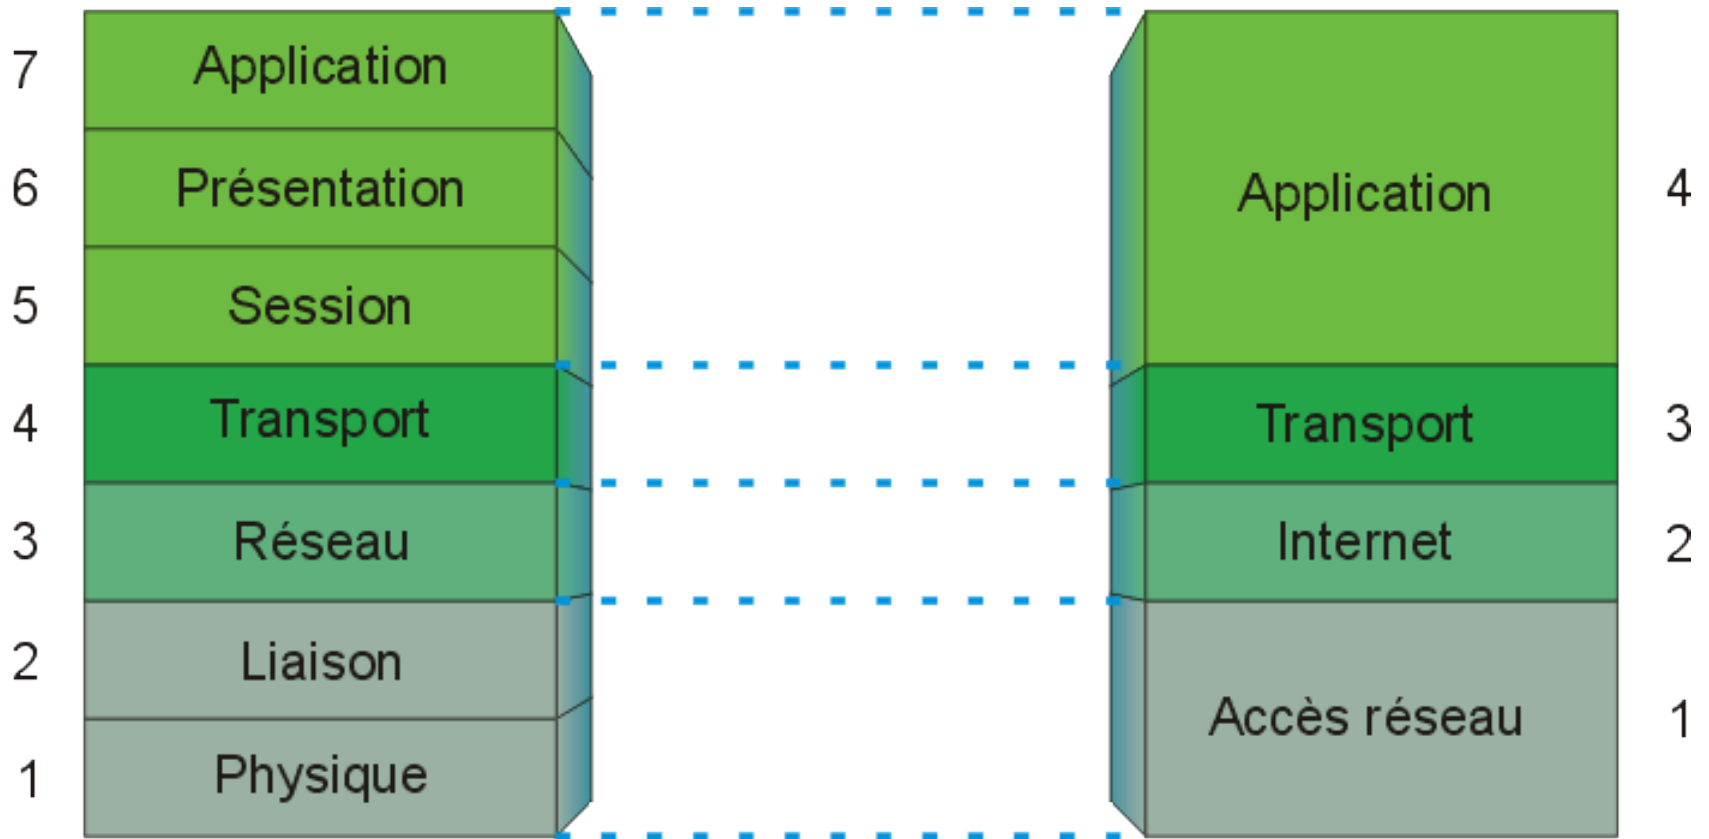 7 Application
6 Présentation
5 Session
4 Transport
3 Réseau
2 Liaison
1 Physique
Application 4
Transport 3
Internet 2
Accès réseau 1